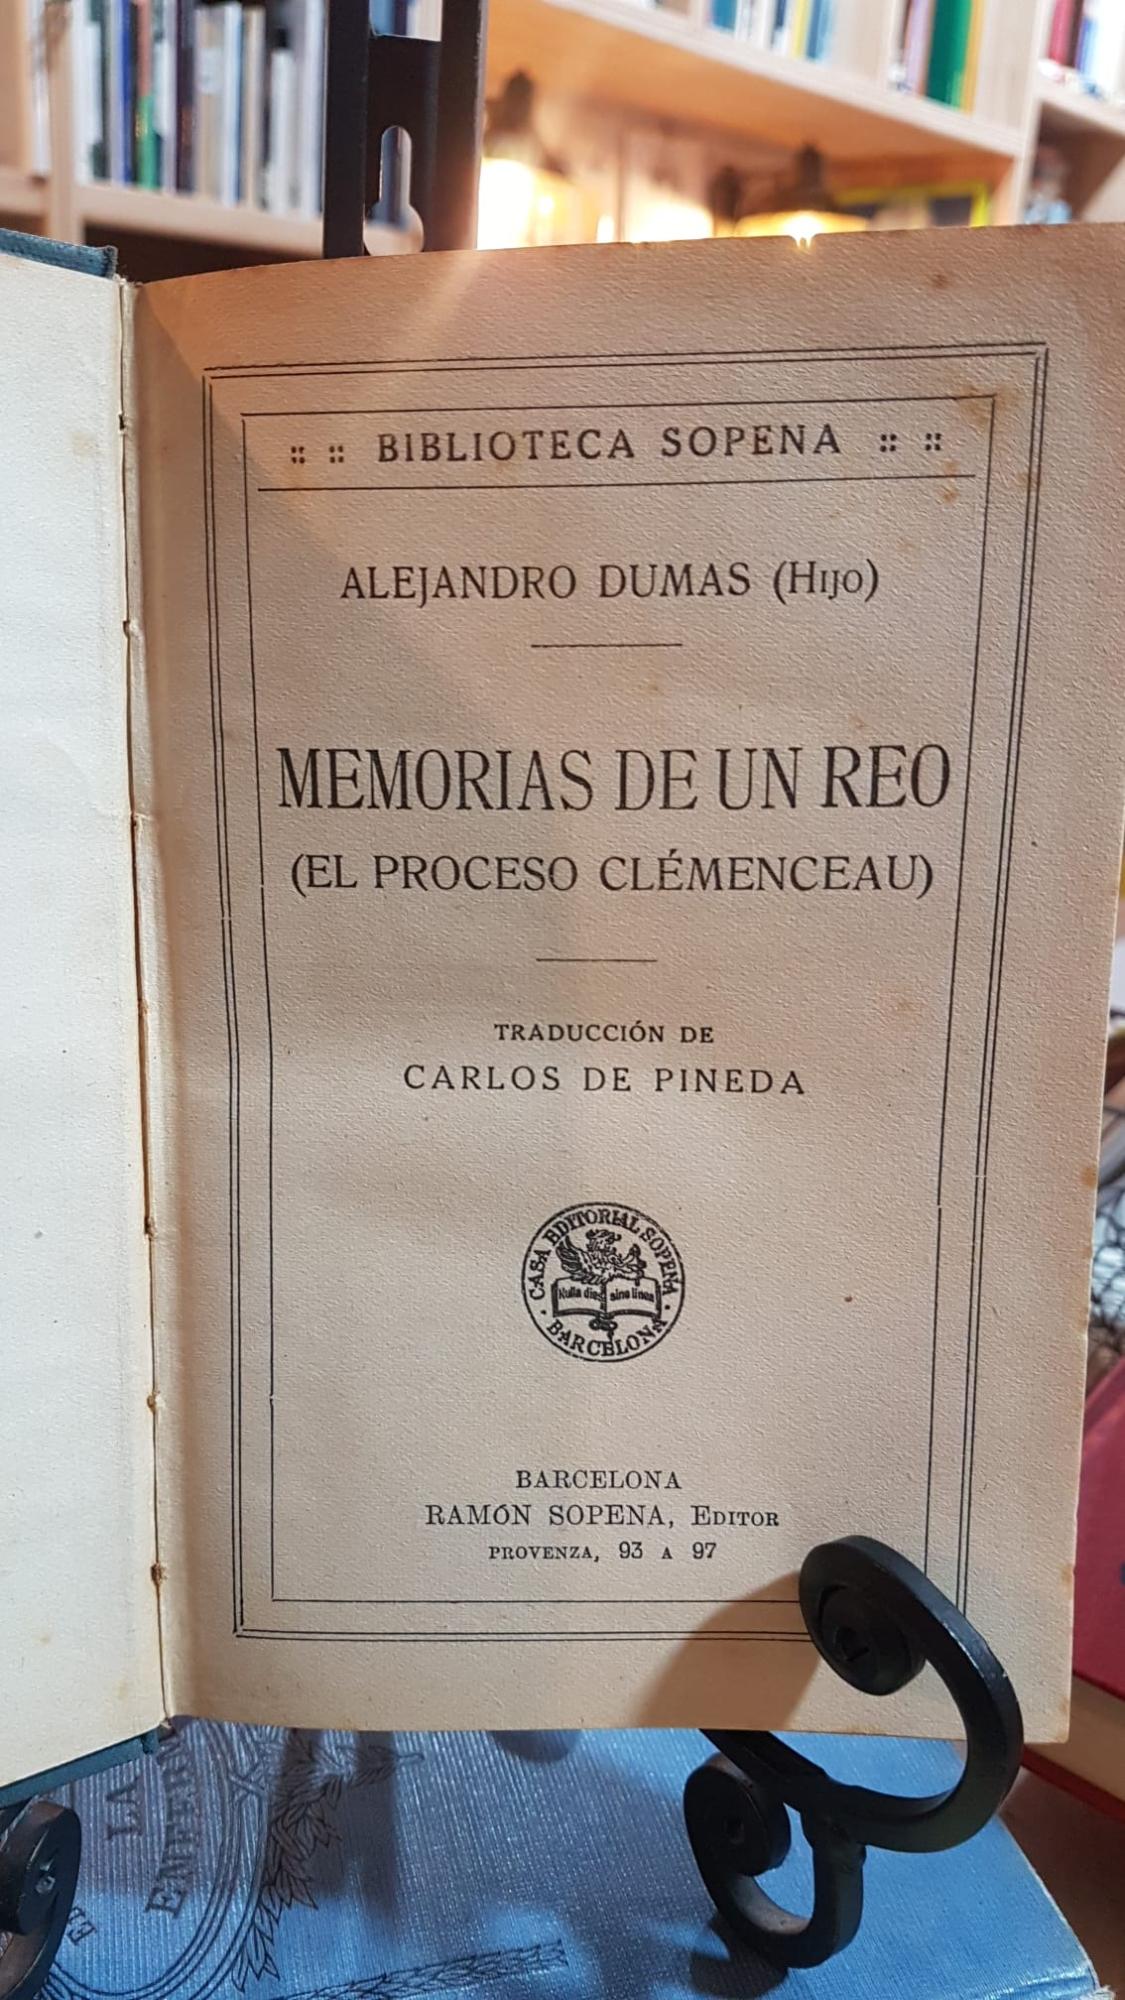 :: :: BIBLIOTECA SOPENA :: ::
ALEJANDRO DUMAS (Hijo)
MEMORIAS DE UN REO
(EL PROCESO CLÉMENCEAU)
TRADUCCIÓN DE
CARLOS DE PINEDA
CASA EDITORIAL SOPENA
Nulla dies sine linea
· BARCELONA ·
BARCELONA
RAMÓN SOPENA, Editor
PROVENZA, 93 A 97
LA